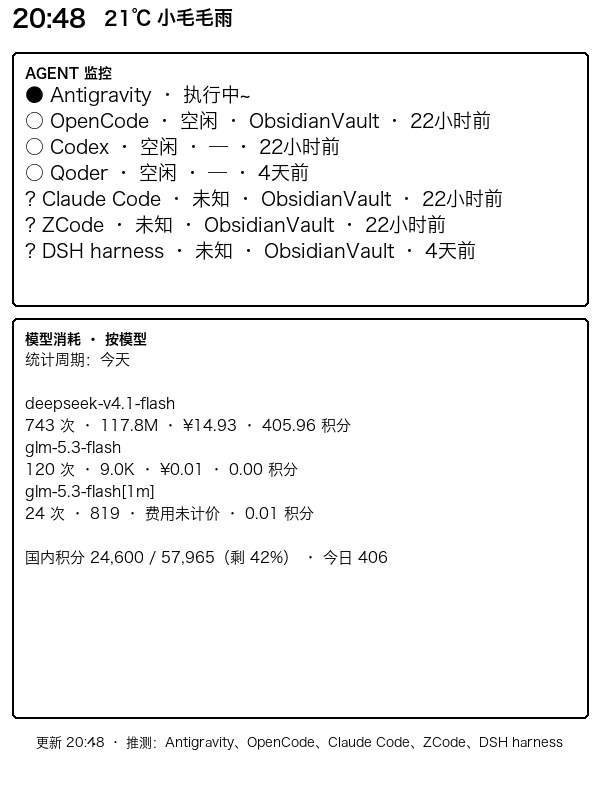 20:48 21℃ 小毛毛雨
AGENT 监控
● Antigravity · 执行中~
○ OpenCode · 空闲 · ObsidianVault · 22小时前
○ Codex · 空闲 · — · 22小时前
○ Qoder · 空闲 · — · 4天前
? Claude Code · 未知 · ObsidianVault · 22小时前
? ZCode · 未知 · ObsidianVault · 22小时前
? DSH harness · 未知 · ObsidianVault · 4天前
模型消耗 · 按模型
统计周期：今天
deepseek-v4.1-flash
743 次 · 117.8M · ¥14.93 · 405.96 积分
glm-5.3-flash
120 次 · 9.0K · ¥0.01 · 0.00 积分
glm-5.3-flash[1m]
24 次 · 819 · 费用未计价 · 0.01 积分
国内积分 24,600 / 57,965（剩 42%） · 今日 406
更新 20:48 · 推测：Antigravity、OpenCode、Claude Code、ZCode、DSH harness